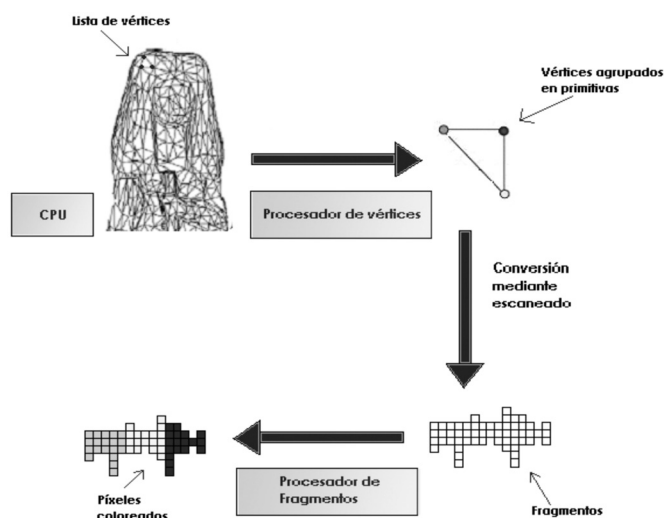 Lista de vértices
Vértices agrupados
en primitivas
CPU
Procesador de vértices
Conversión
mediante
escaneado
Procesador de
Fragmentos
Píxeles
coloreados
Fragmentos